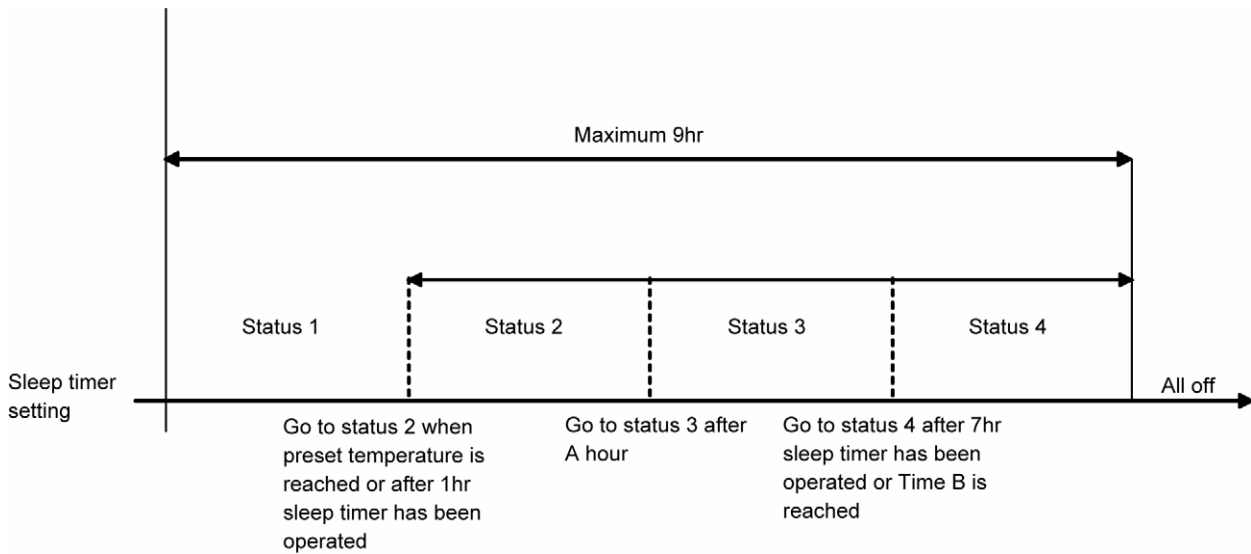 Maximum 9hr
Status 1
Status 2
Status 3
Status 4
Sleep timer
setting
All off
Go to status 2 when
preset temperature is
reached or after 1hr
sleep timer has been
operated
Go to status 3 after
A hour
Go to status 4 after 7hr
sleep timer has been
operated or Time B is
reached